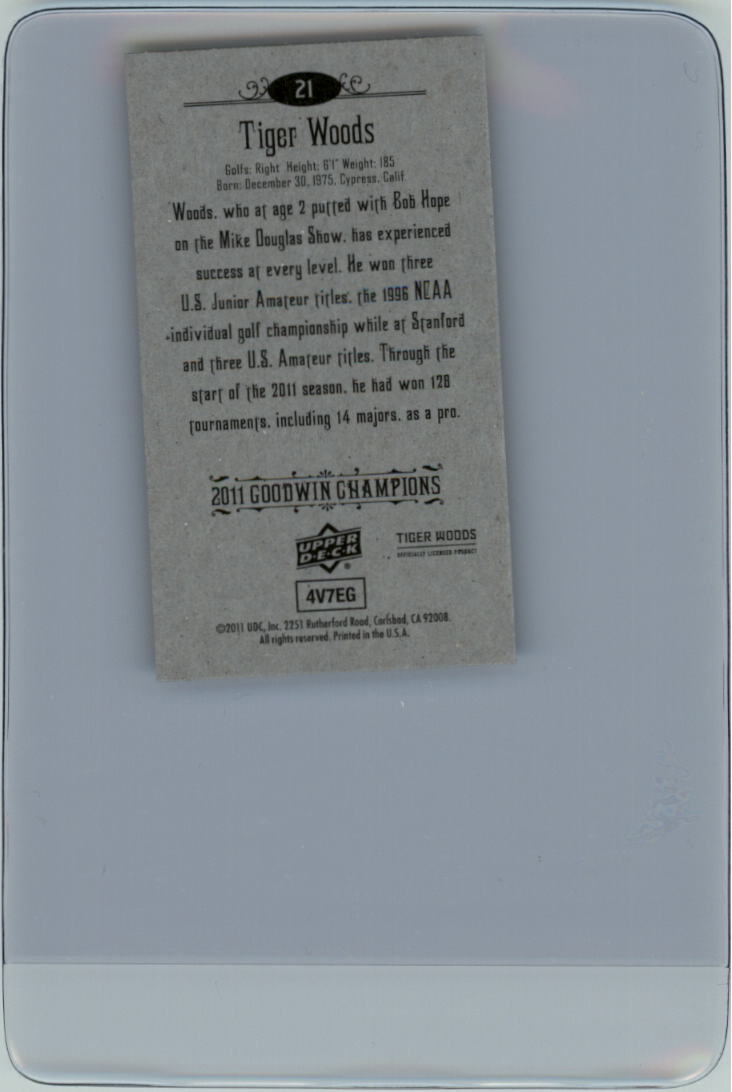 21
Tiger Woods
Golfs: Right Height: 6'1" Weight: 185
Born: December 30, 1975, Cypress, Calif.
Woods, who at age 2 putted with Bob Hope
on the Mike Douglas Show, has experienced
success at every level. He won three
U.S. Junior Amateur titles, the 1996 NCAA
individual golf championship while at Stanford
and three U.S. Amateur titles. Through the
start of the 2011 season, he had won 128
tournaments, including 14 majors, as a pro.
2011 GOODWIN CHAMPIONS
UPPER
D·E·C·K
®
TIGER WOODS
OFFICIALLY LICENSED PRODUCT
4V7EG
©2011 UDC, Inc. 2251 Rutherford Road, Carlsbad, CA 92008.
All rights reserved. Printed in the U.S.A.